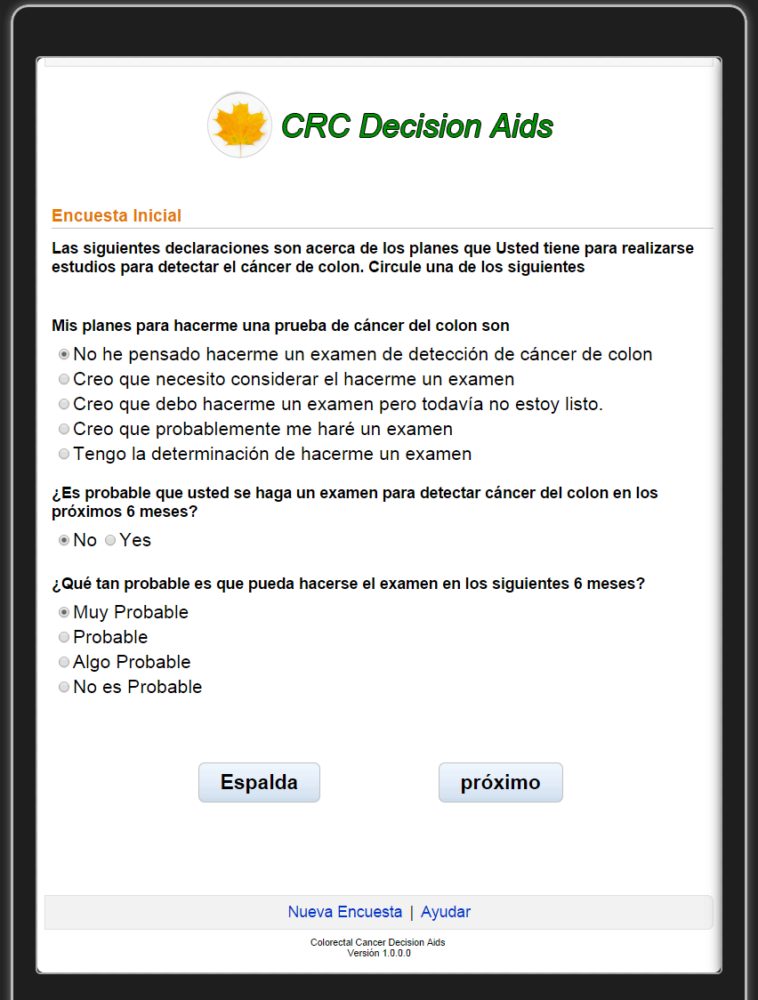 CRC Decision Aids
Encuesta Inicial
Las siguientes declaraciones son acerca de los planes que Usted tiene para realizarse
estudios para detectar el cáncer de colon. Circule una de los siguientes
Mis planes para hacerme una prueba de cáncer del colon son
No he pensado hacerme un examen de detección de cáncer de colon
Creo que necesito considerar el hacerme un examen
Creo que debo hacerme un examen pero todavía no estoy listo.
Creo que probablemente me haré un examen
Tengo la determinación de hacerme un examen
¿Es probable que usted se haga un examen para detectar cáncer del colon en los
próximos 6 meses?
No Yes
¿Qué tan probable es que pueda hacerse el examen en los siguientes 6 meses?
Muy Probable
Probable
Algo Probable
No es Probable
Espalda próximo
Nueva Encuesta | Ayudar
Colorectal Cancer Decision Aids
Versión 1.0.0.0